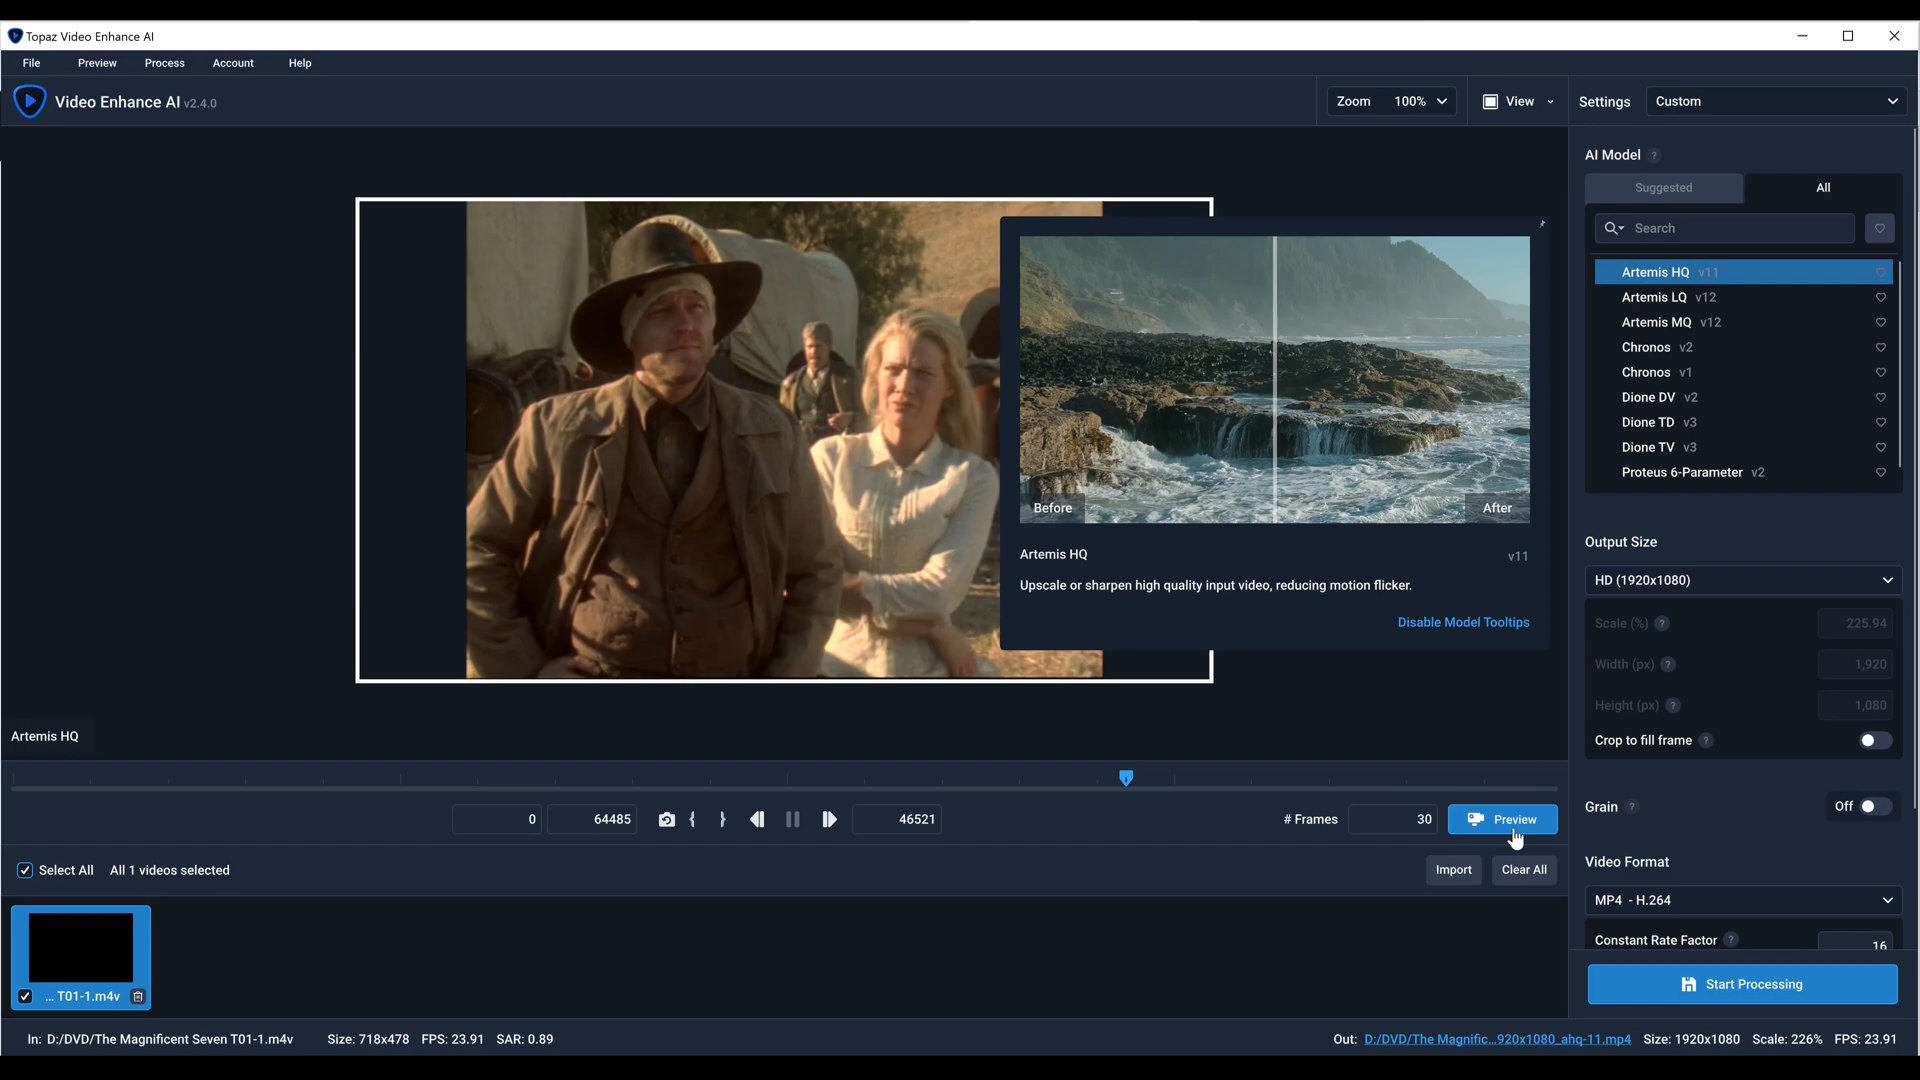 Topaz Video Enhance AI
File Preview Process Account Help
Video Enhance AI v2.4.0
Zoom 100%
View
Settings Custom
AI Model ?
Suggested All
Search
Artemis HQ v11
Artemis LQ v12
Artemis MQ v12
Chronos v2
Chronos v1
Dione DV v2
Dione TD v3
Dione TV v3
Proteus 6-Parameter v2
Before After
Artemis HQ v11
Upscale or sharpen high quality input video, reducing motion flicker.
Disable Model Tooltips
Output Size
HD (1920x1080)
Scale (%) ? 225.94
Width (px) ? 1,920
Height (px) ? 1,080
Crop to fill frame ?
Artemis HQ
Grain ? Off
0 64485 { } 46521 # Frames 30 Preview
Video Format
MP4 - H.264
Select All All 1 videos selected Import Clear All
Constant Rate Factor ? 16
... T01-1.m4v
Start Processing
In: D:/DVD/The Magnificent Seven T01-1.m4v Size: 718x478 FPS: 23.91 SAR: 0.89
Out: D:/DVD/The Magnific...920x1080_ahq-11.mp4 Size: 1920x1080 Scale: 226% FPS: 23.91